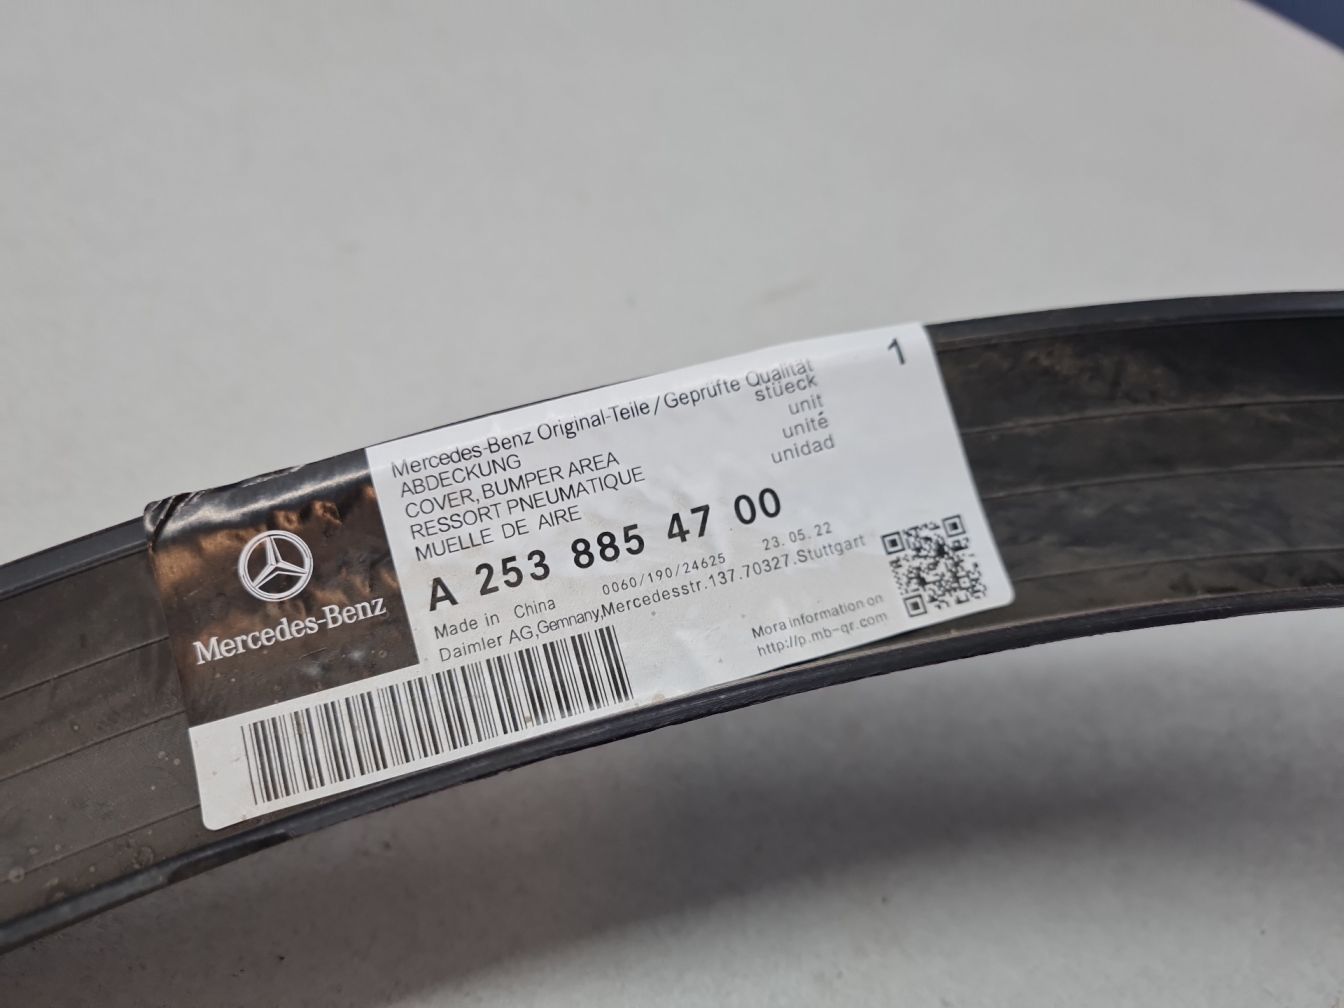 Mercedes-Benz Original-Teile / Geprüfte Qualität
1
ABDECKUNG
stüeck
COVER, BUMPER AREA
unit
RESSORT PNEUMATIQUE
unité
MUELLE DE AIRE
unidad
A 253 885 47 00
Made in China 0060/190/24625 23.05.22
Daimler AG,Gemnany,Mercedesstr.137.70327.Stuttgart
Mora information on
http://p.mb-qr.com
Mercedes-Benz